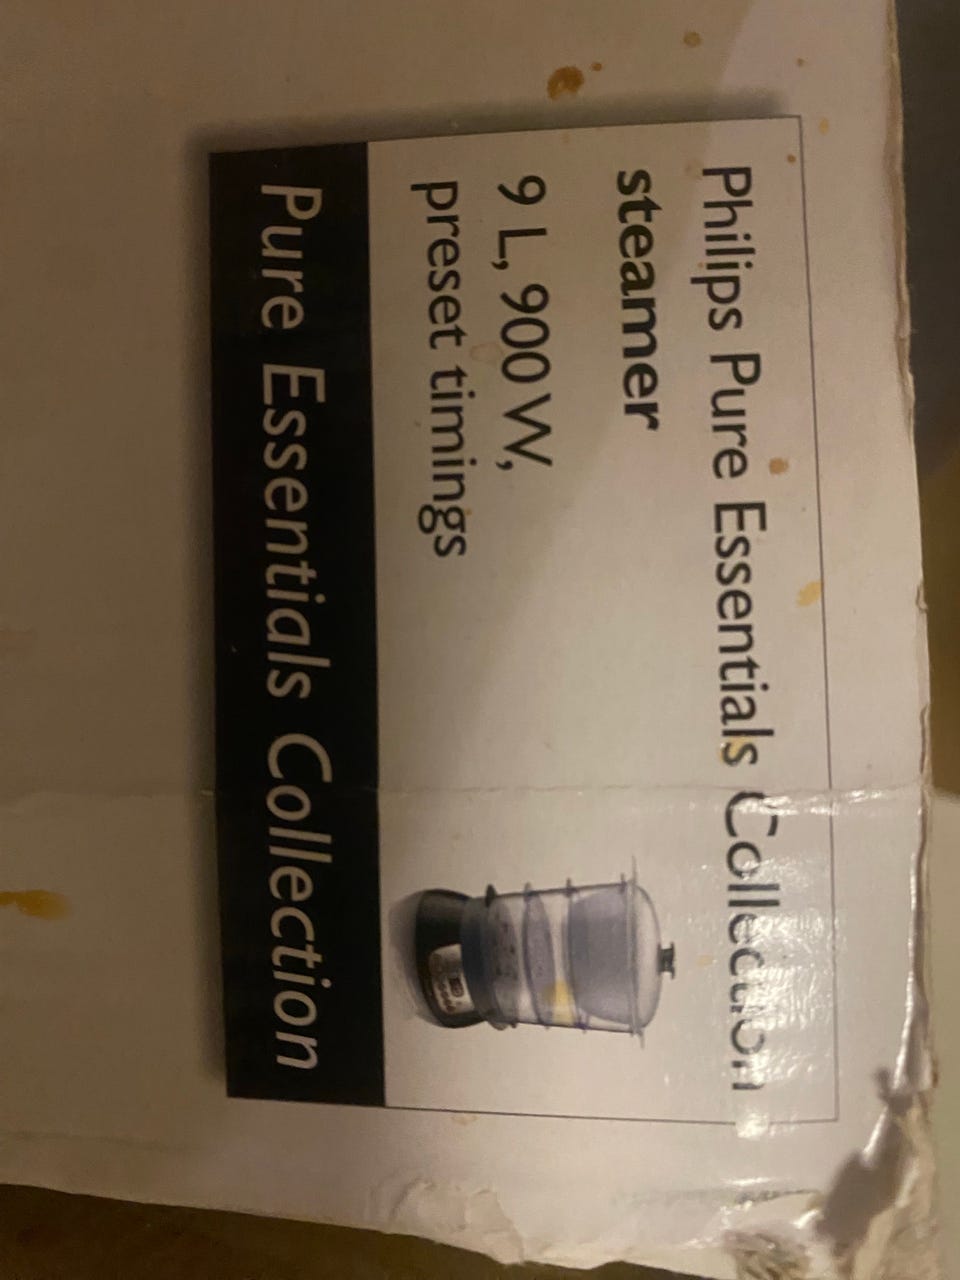 Philips Pure Essentials Collection
steamer
9 L, 900 W,
preset timings
Pure Essentials Collection